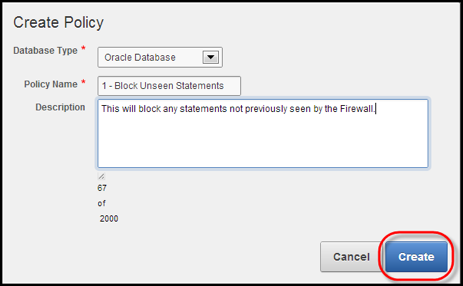 Create Policy
Database Type *
Oracle Database
Policy Name *
1 - Block Unseen Statements
Description
This will block any statements not previously seen by the Firewall.
67
of
2000
Cancel
Create